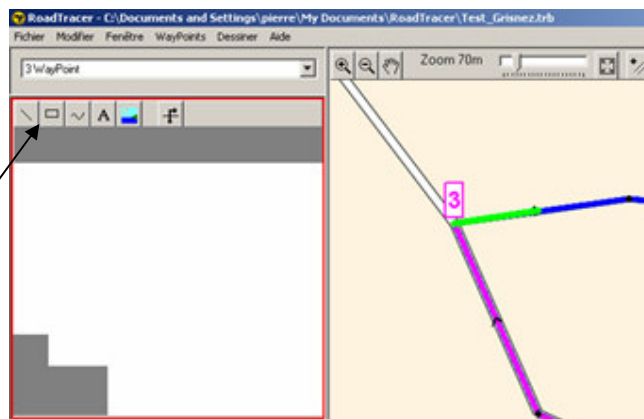 RoadTracer - C:\Documents and Settings\pierre\My Documents\RoadTracer\Test_Grisnez.trb
Fichier Modifier Fenêtre WayPoints Dessiner Aide
3 WayPoint
Zoom 70m
A
3